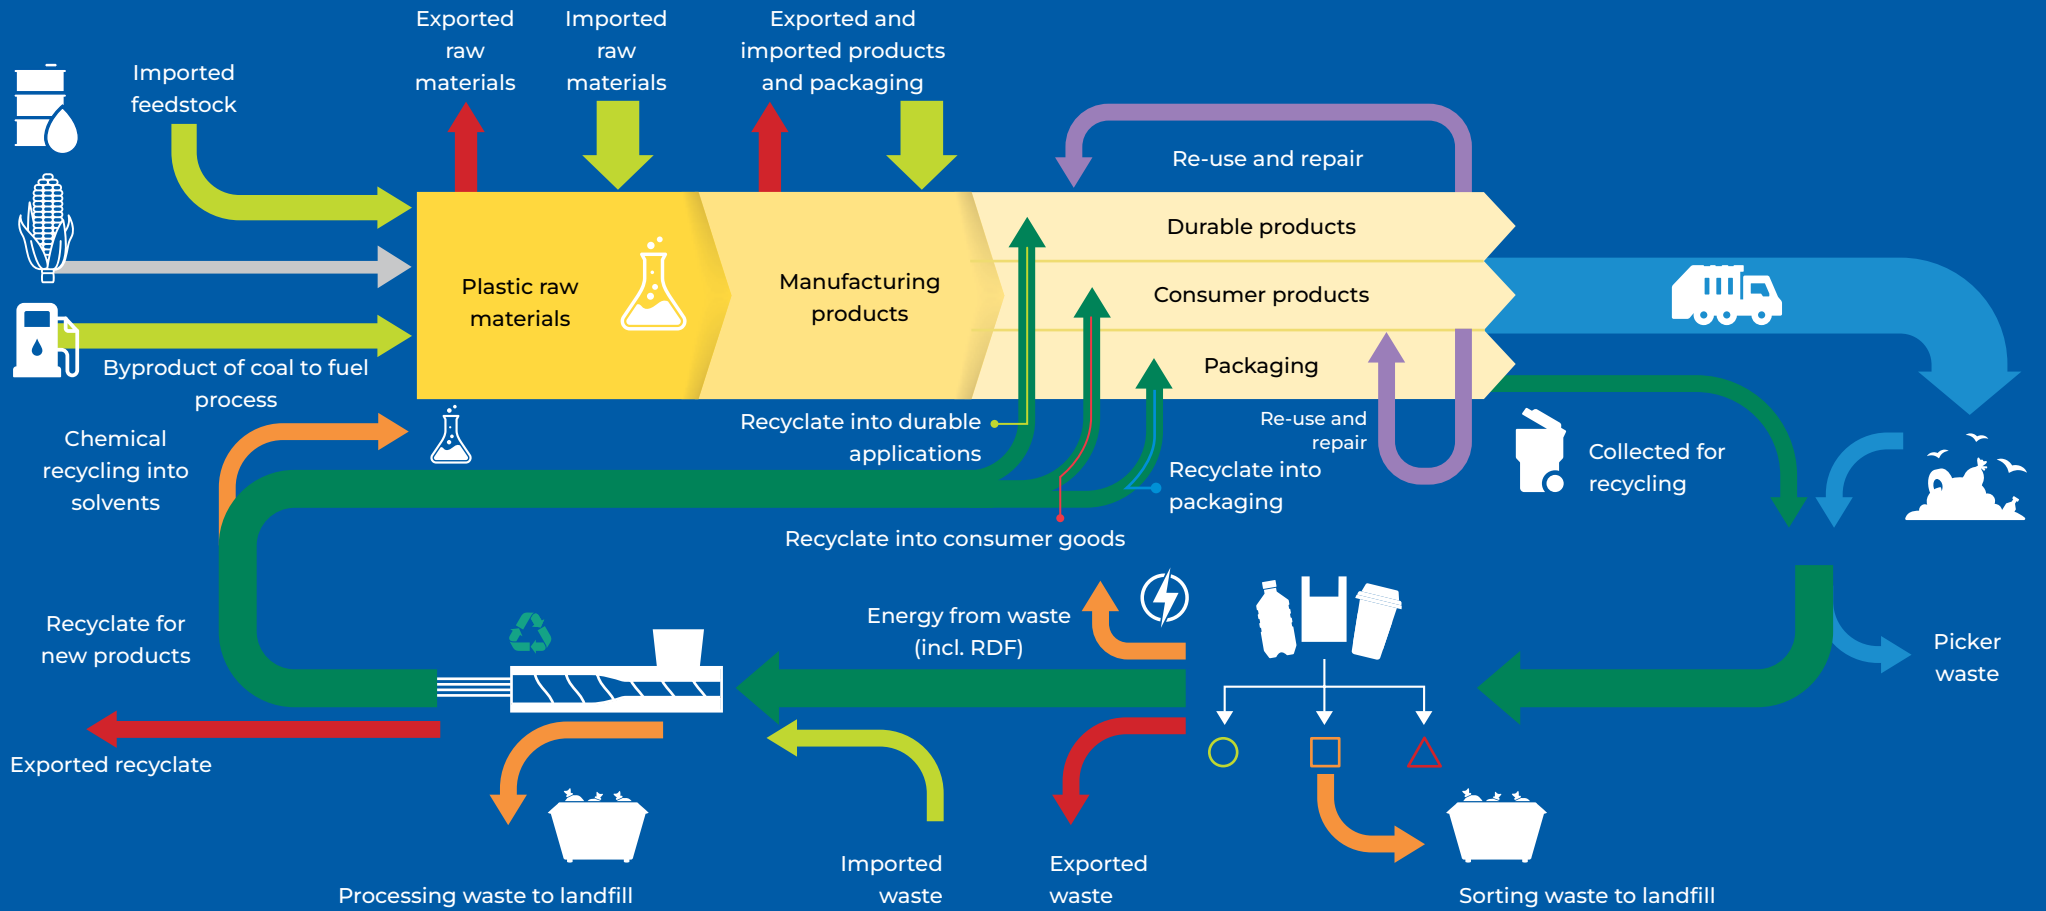 Exported
raw
materials
Imported
raw
materials
Exported and
imported products
and packaging
Imported
feedstock
Re-use and repair
Durable products
Plastic raw
materials
Manufacturing
products
Consumer products
Packaging
Byproduct of coal to fuel
process
Chemical
recycling into
solvents
Recyclate into durable
applications
Re-use and
repair
Recyclate into
packaging
Collected for
recycling
Recyclate into consumer goods
Recyclate for
new products
Energy from waste
(incl. RDF)
Picker
waste
Exported recyclate
Processing waste to landfill
Imported
waste
Exported
waste
Sorting waste to landfill